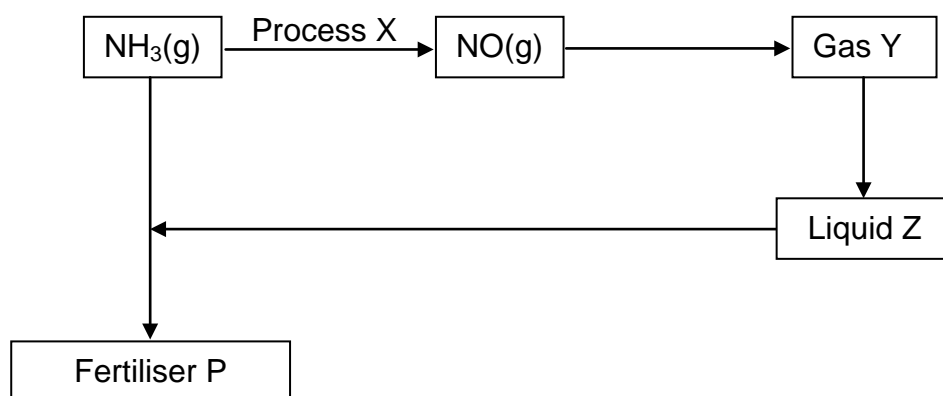 NH₃(g)
Process X
NO(g)
Gas Y
Liquid Z
Fertiliser P